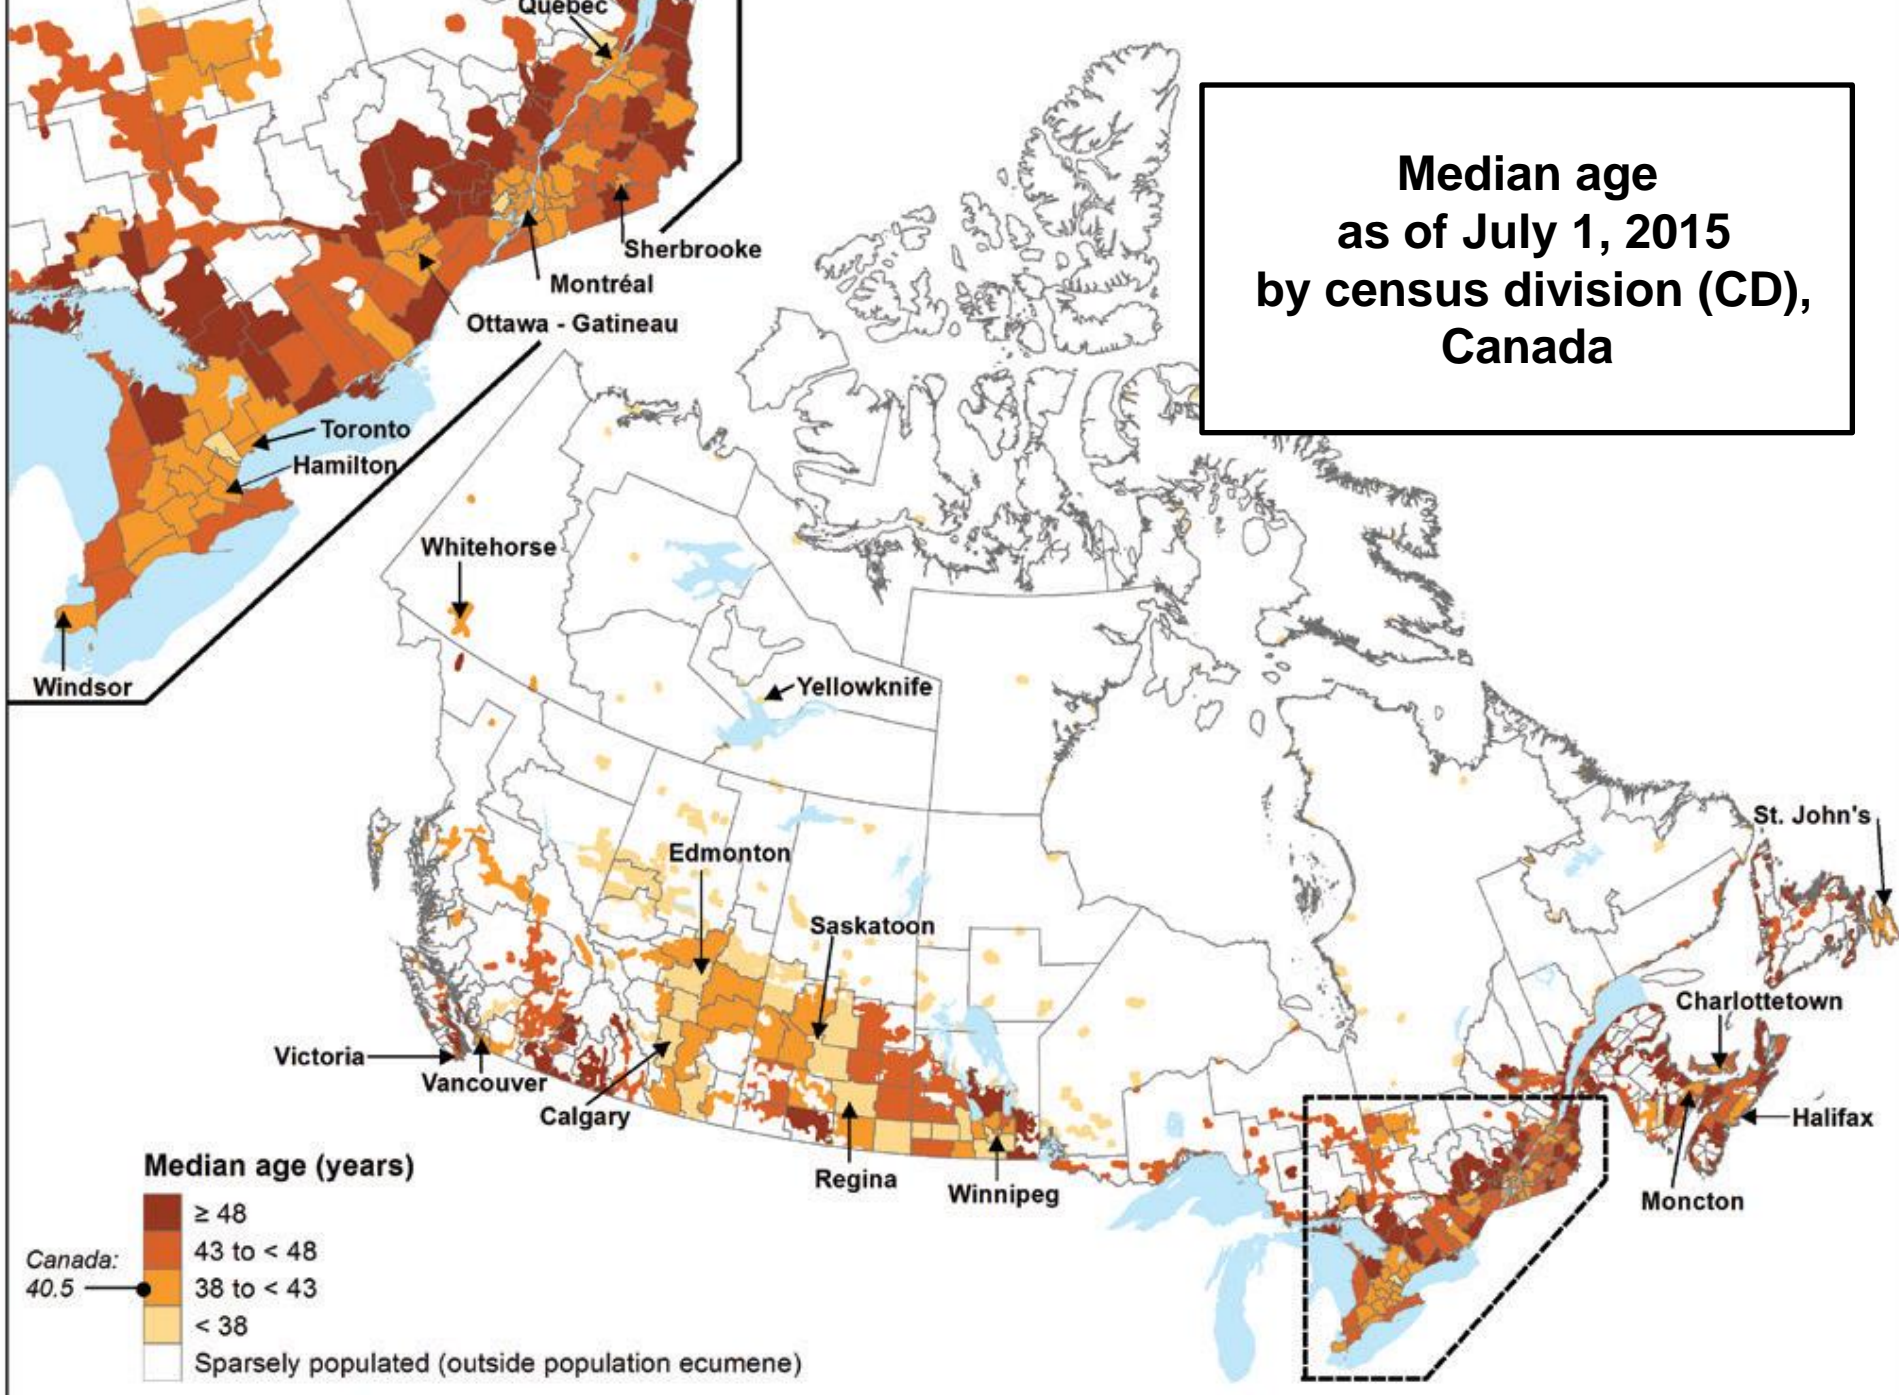 Québec
Sherbrooke
Montréal
Ottawa - Gatineau
Toronto
Hamilton
Windsor
Median age
as of July 1, 2015
by census division (CD),
Canada
Whitehorse
Yellowknife
Edmonton
Saskatoon
Victoria
Vancouver
Calgary
Regina
Winnipeg
St. John's
Charlottetown
Halifax
Moncton
Median age (years)
≥ 48
43 to < 48
38 to < 43
< 38
Sparsely populated (outside population ecumene)
Canada:
40.5